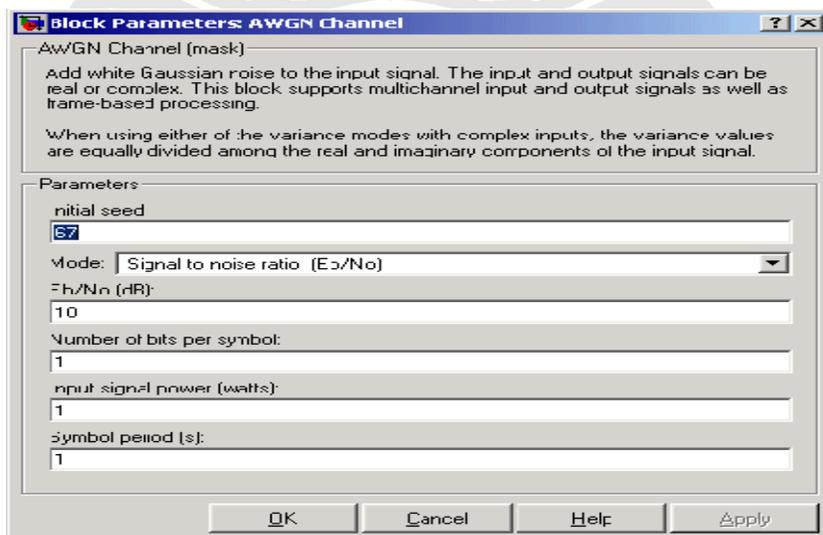 Block Parameters: AWGN Channel
AWGN Channel (mask)
Add white Gaussian noise to the input signal. The input and output signals can be
real or complex. This block supports multichannel input and output signals as well as
frame-based processing.
When using either of the variance modes with complex inputs, the variance values
are equally divided among the real and imaginary components of the input signal.
Parameters
Initial seed
67
Mode: Signal to noise ratio (Eb/No)
Eb/No (dB):
10
Number of bits per symbol:
1
Input signal power (watts):
1
Symbol period (s):
1
OK Cancel Help Apply